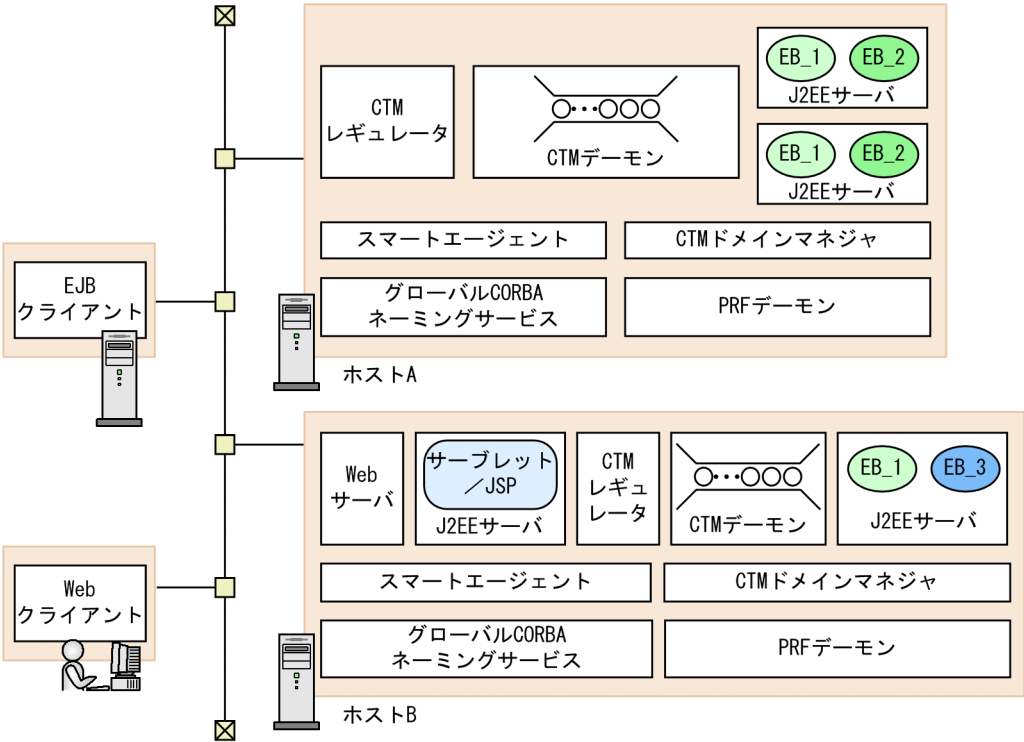 EJB
クライアント
Web
クライアント
CTM
レギュレータ
CTMデーモン
EB_1
EB_2
J2EEサーバ
EB_1
EB_2
J2EEサーバ
スマートエージェント
CTMドメインマネジャ
グローバルCORBA
ネーミングサービス
PRFデーモン
ホストA
Web
サーバ
サーブレット
／JSP
J2EEサーバ
CTM
レギュ
レータ
CTMデーモン
EB_1
EB_3
J2EEサーバ
スマートエージェント
CTMドメインマネジャ
グローバルCORBA
ネーミングサービス
PRFデーモン
ホストB